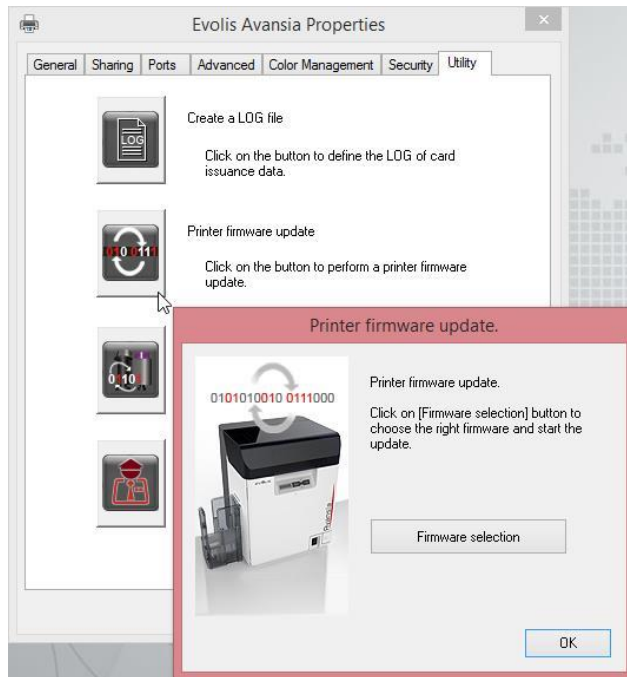 Evolis Avansia Properties
General Sharing Ports Advanced Color Management Security Utility
LOG
Create a LOG file
Click on the button to define the LOG of card
issuance data.
Printer firmware update
Click on the button to perform a printer firmware
update.
Printer firmware update.
0101010010 0111000
Printer firmware update.
Click on [Firmware selection] button to
choose the right firmware and start the
update.
evolis
Avansia
Firmware selection
OK